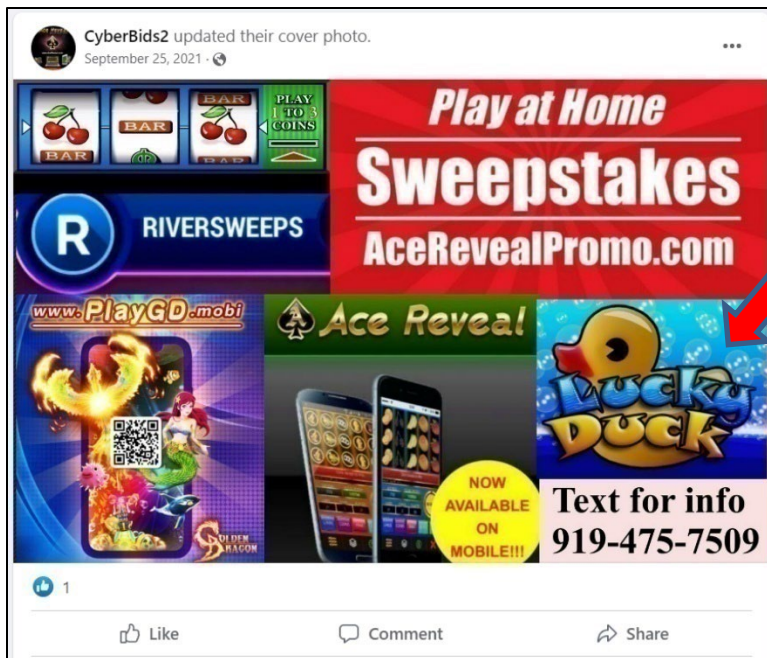 CyberBids2 updated their cover photo.
September 25, 2021
BAR
PLAY
1 TO 3
COINS
BAR
BAR
BAR
R RIVERSWEEPS
Play at Home
Sweepstakes
AceRevealPromo.com
www.PlayGD.mobi
GOLDEN
DRAGON
Ace Reveal
NOW
AVAILABLE
ON
MOBILE!!!
Lucky
Duck
Text for info
919-475-7509
1
Like
Comment
Share